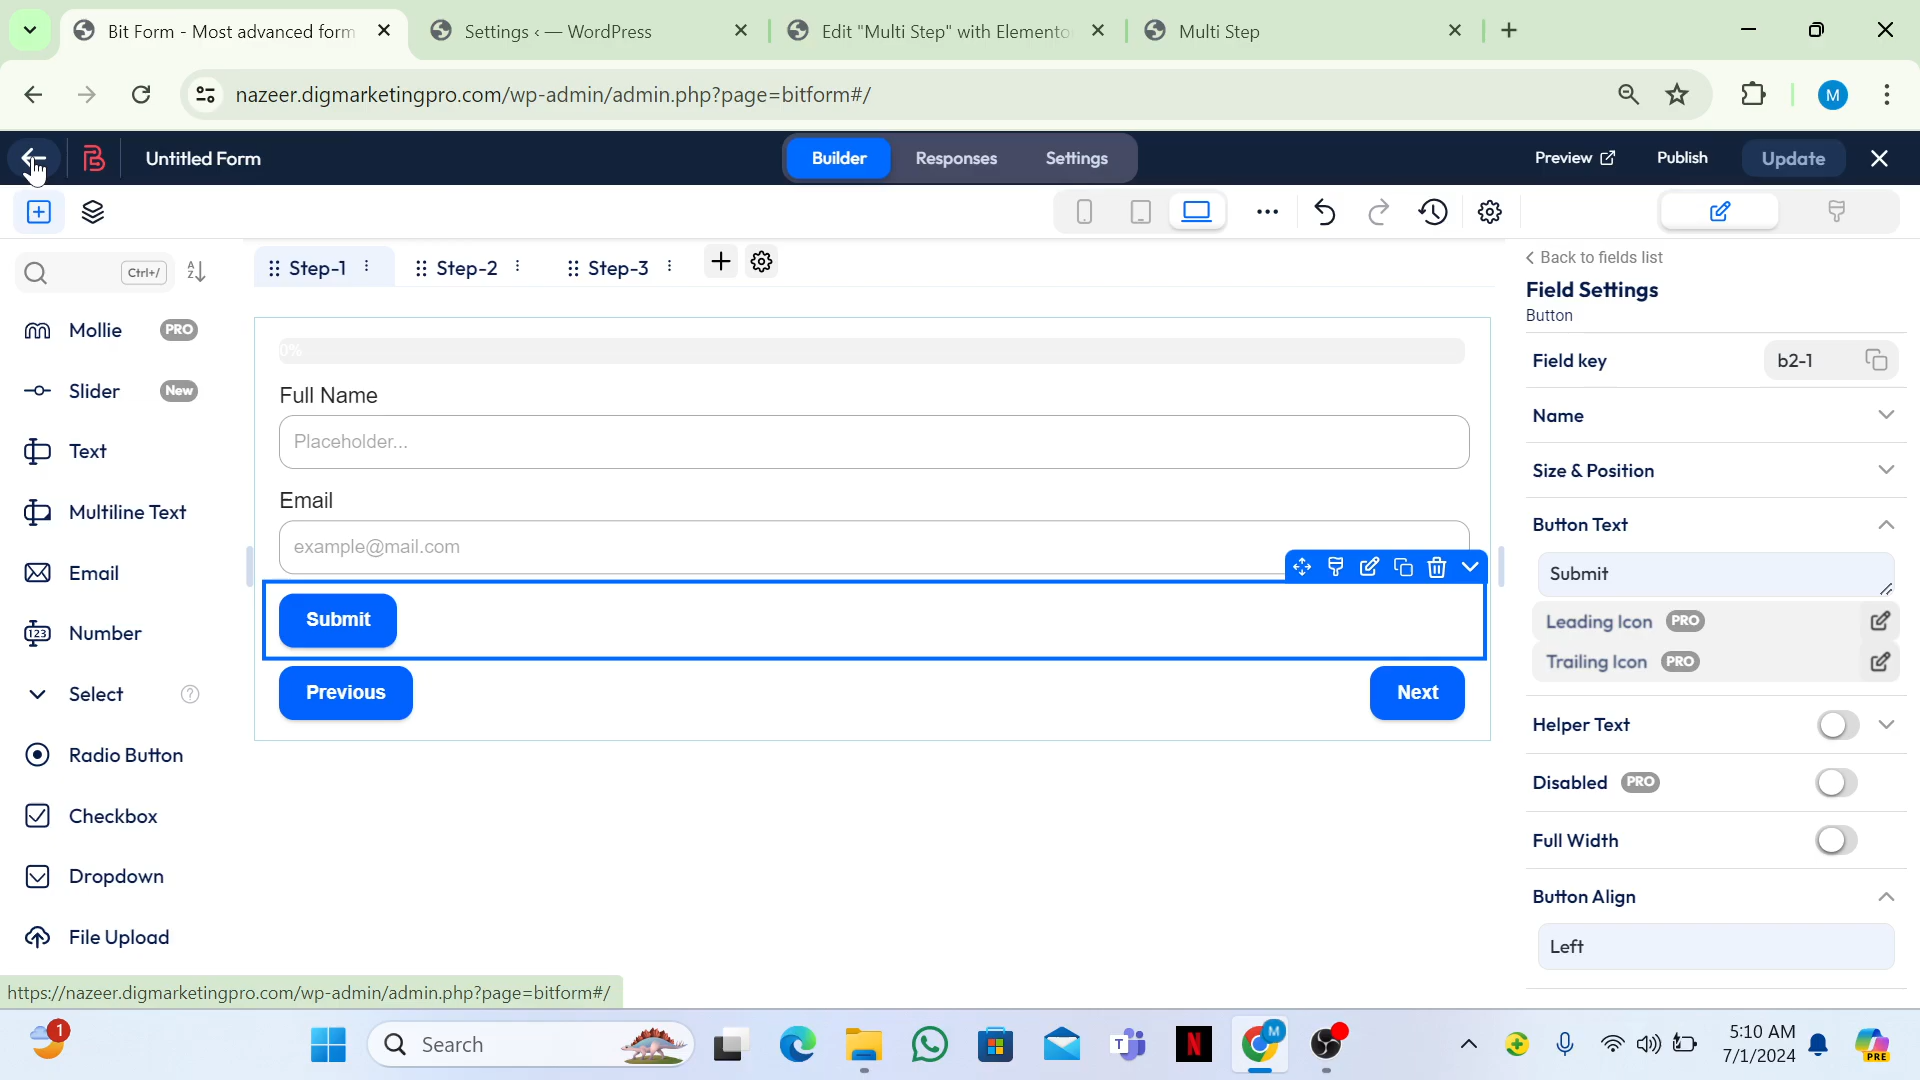 Bit Form - Most advanced form
Settings ‹ — WordPress
Edit "Multi Step" with Elemento
Multi Step
nazeer.digmarketingpro.com/wp-admin/admin.php?page=bitform#/
M
Untitled Form
Builder
Responses
Settings
Preview
Publish
Update
Ctrl+/
A
Z
Step-1
Step-2
Step-3
Back to fields list
Field Settings
Button
Mollie PRO
Slider New
Text
Multiline Text
Email
Number
Select
Radio Button
Checkbox
Dropdown
File Upload
0%
Full Name
Placeholder...
Email
example@mail.com
Submit
Previous
Next
Field key
b2-1
Name
Size & Position
Button Text
Submit
Leading Icon PRO
Trailing Icon PRO
Helper Text
Disabled PRO
Full Width
Button Align
Left
https://nazeer.digmarketingpro.com/wp-admin/admin.php?page=bitform#/
1
Search
N
M
5:10 AM
7/1/2024
PRE